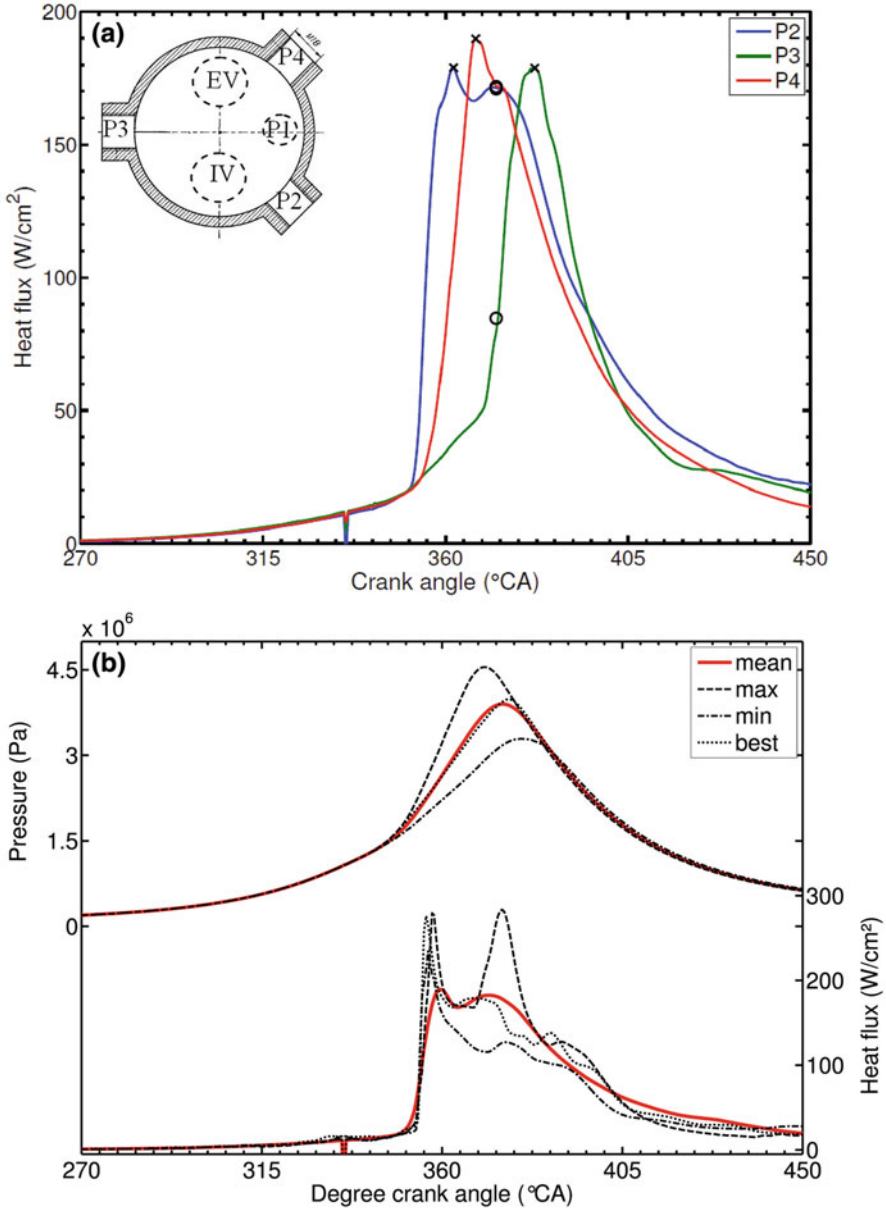 (a)
200
150
100
50
0
Heat flux (W/cm2)
P2
P3
P4
P4
EV
P3
P1
IV
P2
270
315
360
405
450
Crank angle (°CA)
x 10⁶
(b)
4.5
3
1.5
0
Pressure (Pa)
mean
max
min
best
300
200
100
0
Heat flux (W/cm²)
270
315
360
405
450
Degree crank angle (°CA)